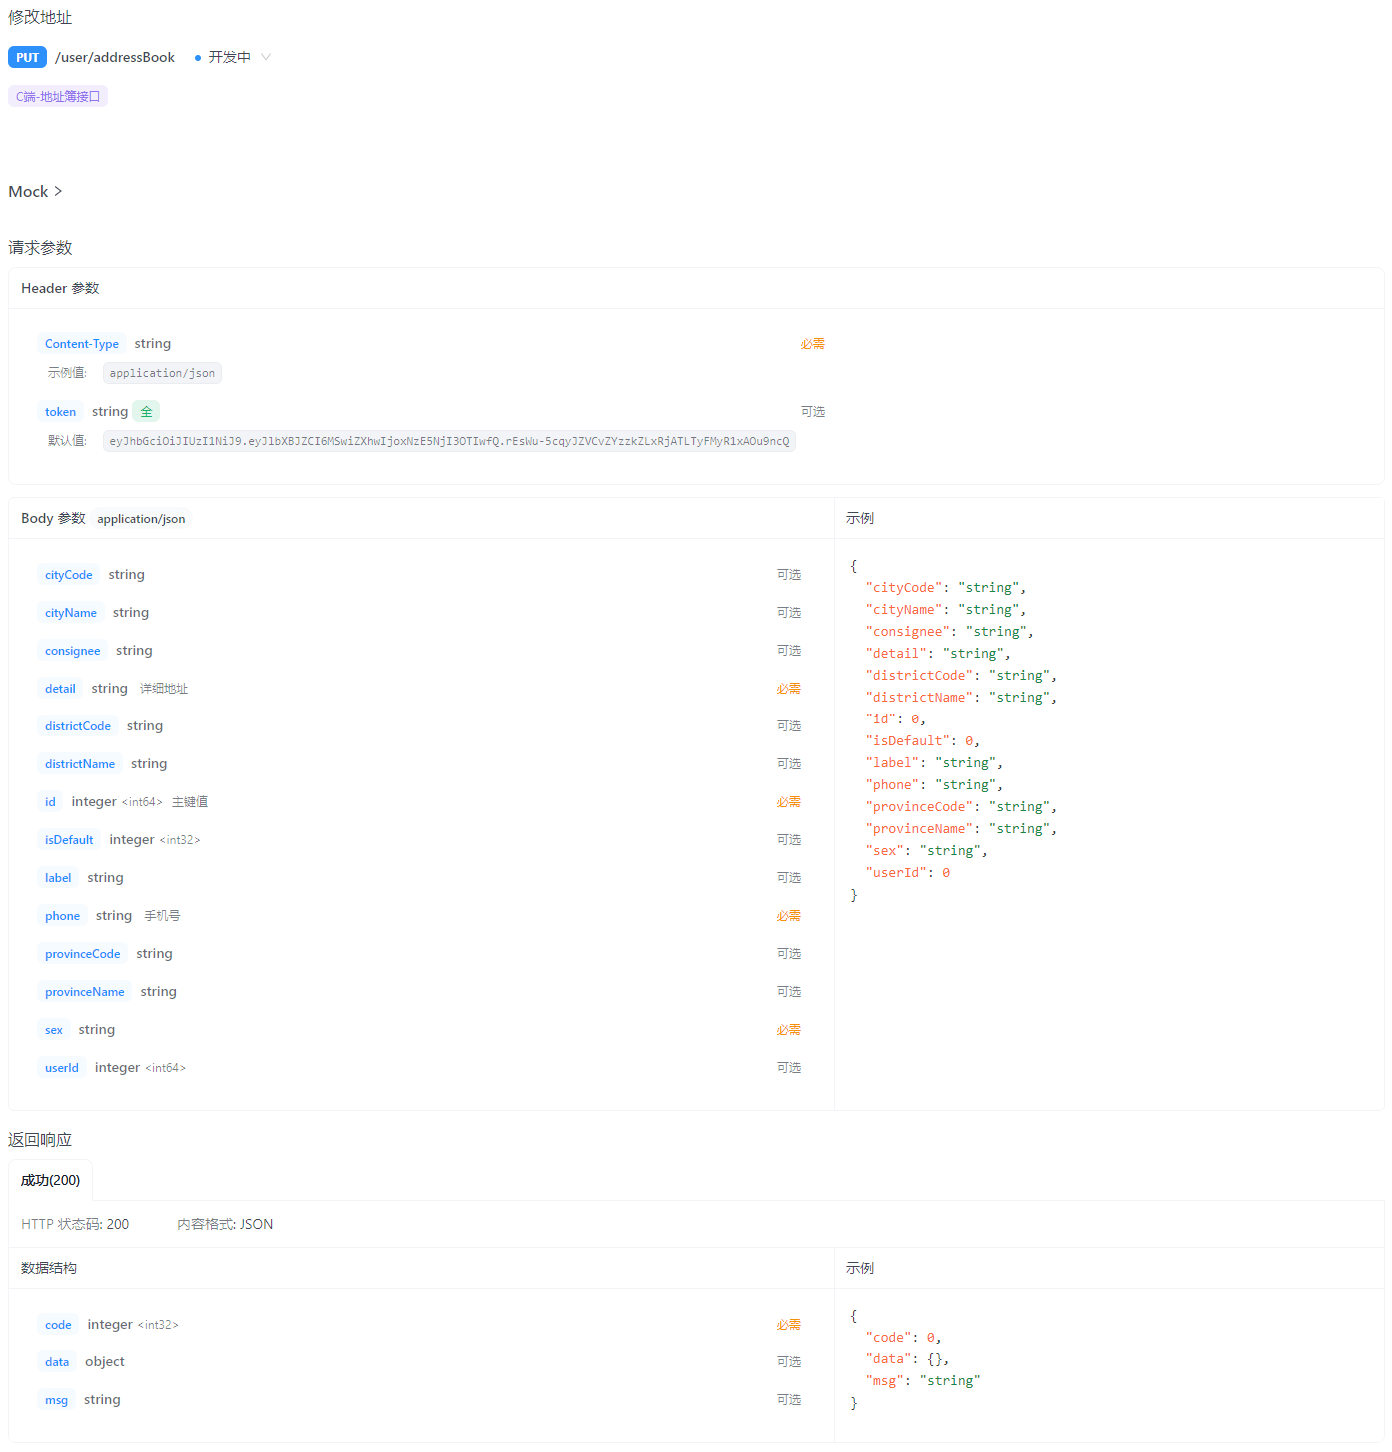 修改地址
PUT /user/addressBook 开发中
C端-地址簿接口
Mock >
请求参数
Header 参数
Content-Type string 必需
示例值: application/json
token string 全 可选
默认值: eyJhbGciOiJIUzI1NiJ9.eyJlbXBJZCI6MSwiZXhwIjoxNzE5NjI3OTIwfQ.rEsWu-5cqyJZVCvZYzzkZLxRjATLTyFMyR1xAOu9ncQ
Body 参数 application/json
cityCode string 可选
cityName string 可选
consignee string 可选
detail string 详细地址 必需
districtCode string 可选
districtName string 可选
id integer <int64> 主键值 必需
isDefault integer <int32> 可选
label string 可选
phone string 手机号 必需
provinceCode string 可选
provinceName string 可选
sex string 必需
userId integer <int64> 可选
示例
{
"cityCode": "string",
"cityName": "string",
"consignee": "string",
"detail": "string",
"districtCode": "string",
"districtName": "string",
"id": 0,
"isDefault": 0,
"label": "string",
"phone": "string",
"provinceCode": "string",
"provinceName": "string",
"sex": "string",
"userId": 0
}
返回响应
成功(200)
HTTP 状态码: 200 内容格式: JSON
数据结构
code integer <int32> 必需
data object 可选
msg string 可选
示例
{
"code": 0,
"data": {},
"msg": "string"
}